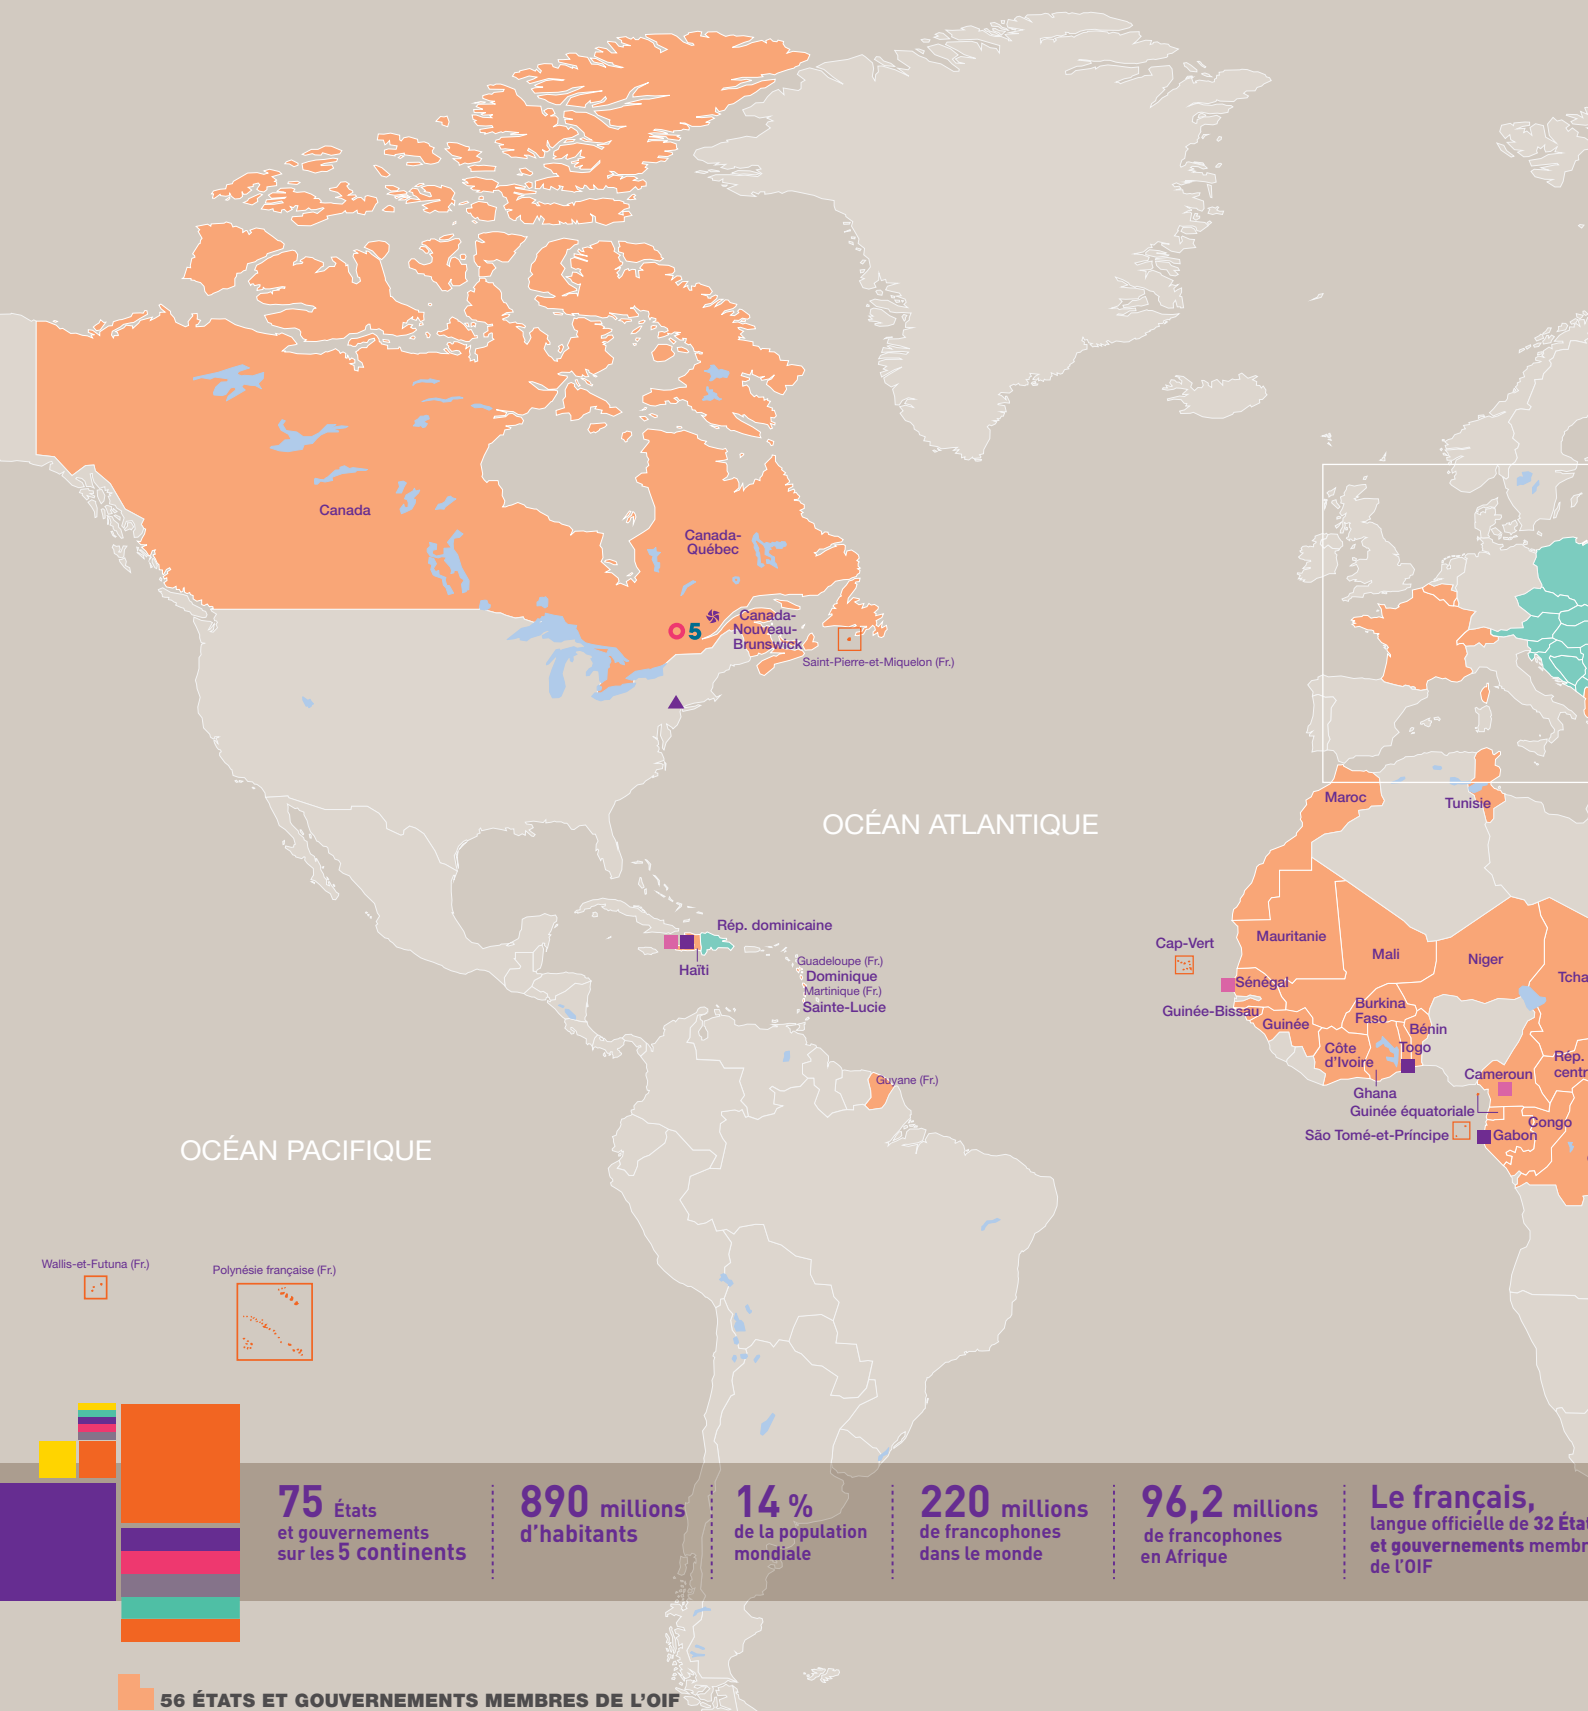 Canada
Canada-
Québec
5
Canada-
Nouveau-
Brunswick
Saint-Pierre-et-Miquelon (Fr.)
OCÉAN ATLANTIQUE
Maroc
Tunisie
Rép. dominicaine
Haïti
Guadeloupe (Fr.)
Dominique
Martinique (Fr.)
Sainte-Lucie
Cap-Vert
Mauritanie
Mali
Niger
Tcha
Sénégal
Guinée-Bissau
Guinée
Burkina
Faso
Bénin
Côte
d'Ivoire
Togo
Rép.
centr
Cameroun
Ghana
Guinée équatoriale
Congo
São Tomé-et-Príncipe
Gabon
Guyane (Fr.)
OCÉAN PACIFIQUE
Wallis-et-Futuna (Fr.)
Polynésie française (Fr.)
75 États
et gouvernements
sur les 5 continents
890 millions
d'habitants
14 %
de la population
mondiale
220 millions
de francophones
dans le monde
96,2 millions
de francophones
en Afrique
Le français,
langue officielle de 32 État
et gouvernements membr
de l'OIF
56 ÉTATS ET GOUVERNEMENTS MEMBRES DE L'OIF